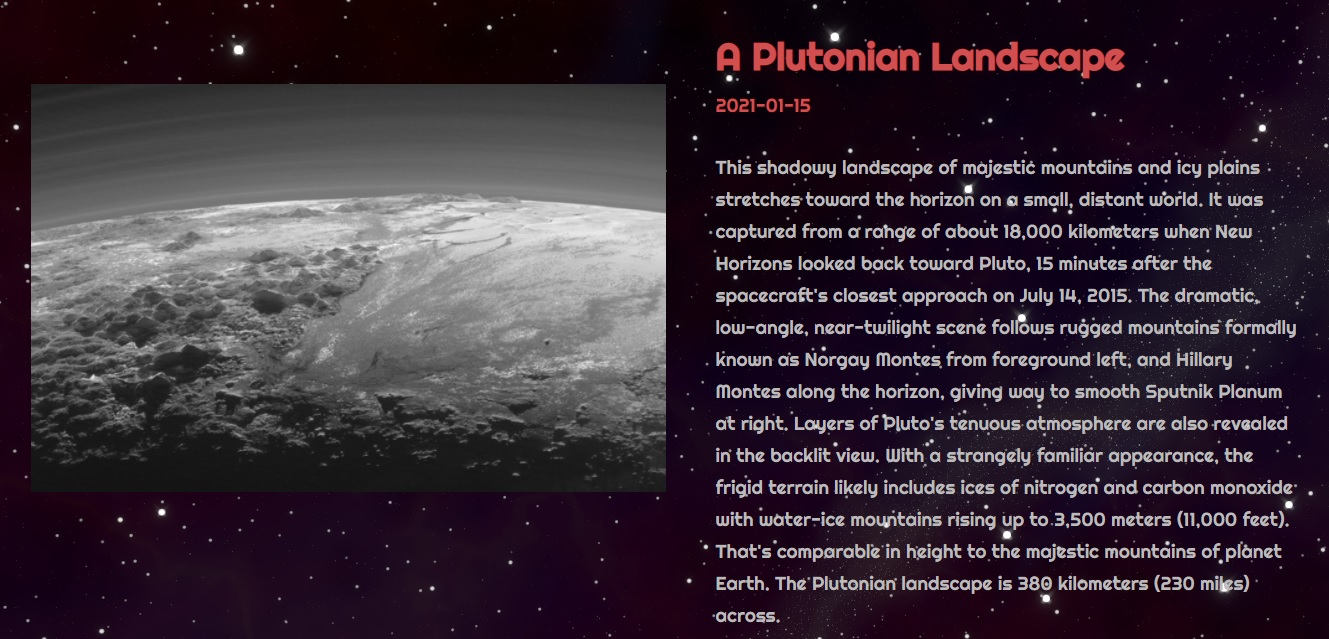 A Plutonian Landscape
2021-01-15
This shadowy landscape of majestic mountains and icy plains
stretches toward the horizon on a small, distant world. It was
captured from a range of about 18,000 kilometers when New
Horizons looked back toward Pluto, 15 minutes after the
spacecraft's closest approach on July 14, 2015. The dramatic,
low-angle, near-twilight scene follows rugged mountains formally
known as Norgay Montes from foreground left, and Hillary
Montes along the horizon, giving way to smooth Sputnik Planum
at right. Layers of Pluto's tenuous atmosphere are also revealed
in the backlit view. With a strangely familiar appearance, the
frigid terrain likely includes ices of nitrogen and carbon monoxide
with water-ice mountains rising up to 3,500 meters (11,000 feet).
That's comparable in height to the majestic mountains of planet
Earth. The Plutonian landscape is 380 kilometers (230 miles)
across.